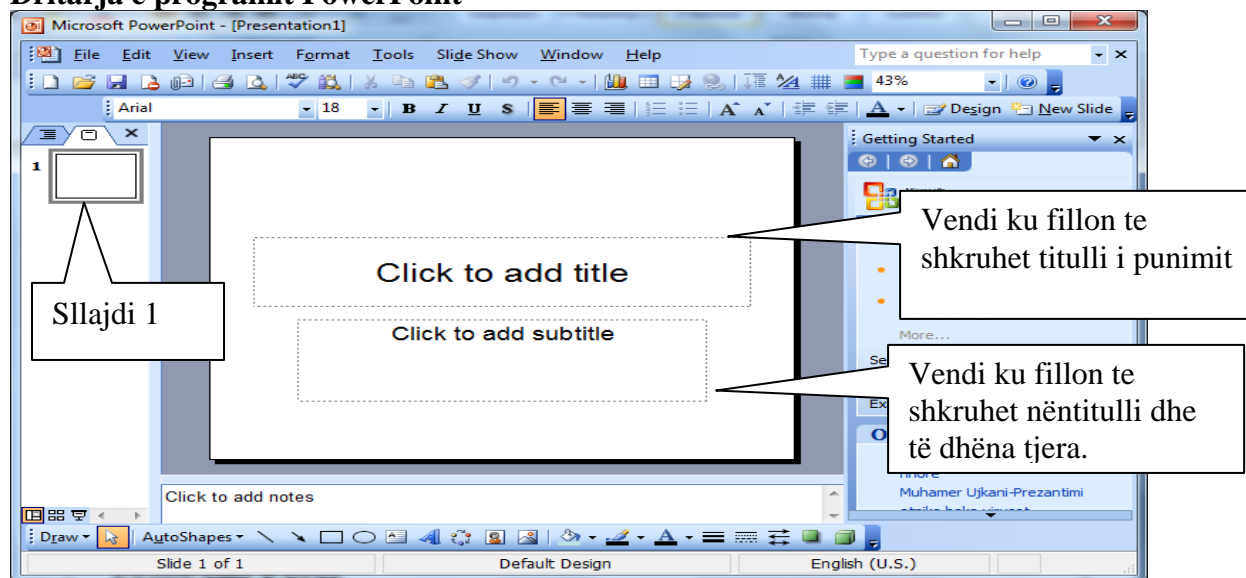 Dritarja e programit PowerPoint
Microsoft PowerPoint - [Presentation1]
File Edit View Insert Format Tools Slide Show Window Help
Type a question for help
43%
Arial
18
B I U S
A A
A
Design
New Slide
1
Getting Started
Vendi ku fillon te
shkruhet titulli i punimit
Click to add title
Sllajdi 1
Click to add subtitle
More...
Se
Vendi ku fillon te
shkruhet nëntitulli dhe
të dhëna tjera.
Ex
O
Click to add notes
Muhamer Ujkani-Prezantimi
Draw AutoShapes
Slide 1 of 1
Default Design
English (U.S.)